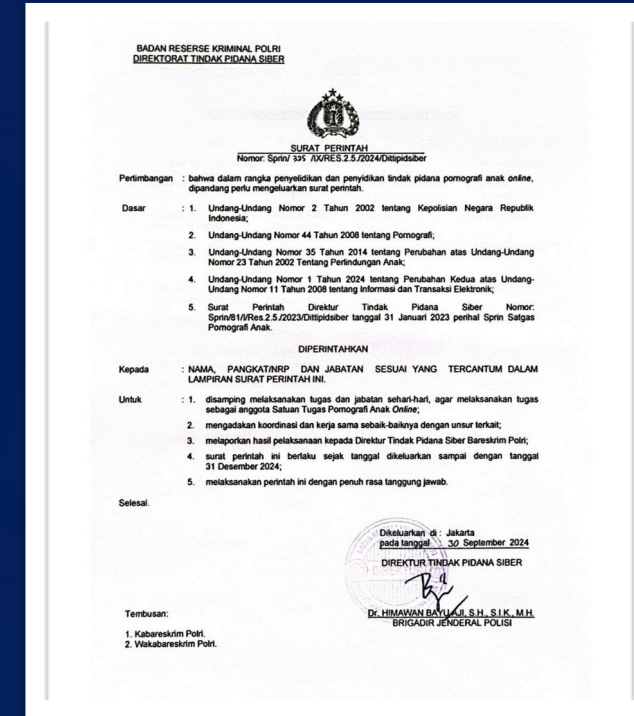 BADAN RESERSE KRIMINAL POLRI
DIREKTORAT TINDAK PIDANA SIBER
SURAT PERINTAH
Nomor: Sprin/ 325 /IX/RES.2.5./2024/Dittipidsiber
Pertimbangan : bahwa dalam rangka penyelidikan dan penyidikan tindak pidana pornografi anak online,
dipandang perlu mengeluarkan surat perintah.
Dasar : 1. Undang-Undang Nomor 2 Tahun 2002 tentang Kepolisian Negara Republik
Indonesia;
2. Undang-Undang Nomor 44 Tahun 2008 tentang Pornografi;
3. Undang-Undang Nomor 35 Tahun 2014 tentang Perubahan atas Undang-Undang
Nomor 23 Tahun 2002 Tentang Perlindungan Anak;
4. Undang-Undang Nomor 1 Tahun 2024 tentang Perubahan Kedua atas Undang-
Undang Nomor 11 Tahun 2008 tentang Informasi dan Transaksi Elektronik;
5. Surat Perintah Direktur Tindak Pidana Siber Nomor:
Sprin/81/I/Res.2.5./2023/Dittipidsiber tanggal 31 Januari 2023 perihal Sprin Satgas
Pornografi Anak.
DIPERINTAHKAN
Kepada : NAMA, PANGKAT/NRP DAN JABATAN SESUAI YANG TERCANTUM DALAM
LAMPIRAN SURAT PERINTAH INI.
Untuk : 1. disamping melaksanakan tugas dan jabatan sehari-hari, agar melaksanakan tugas
sebagai anggota Satuan Tugas Pornografi Anak Online;
2. mengadakan koordinasi dan kerja sama sebaik-baiknya dengan unsur terkait;
3. melaporkan hasil pelaksanaan kepada Direktur Tindak Pidana Siber Bareskrim Polri;
4. surat perintah ini berlaku sejak tanggal dikeluarkan sampai dengan tanggal
31 Desember 2024;
5. melaksanakan perintah ini dengan penuh rasa tanggung jawab.
Selesai.
Dikeluarkan di : Jakarta
pada tanggal : 30 September 2024
DIREKTUR TINDAK PIDANA SIBER
Dr. HIMAWAN BAYU AJI, S.H., S.I.K., M.H.
BRIGADIR JENDERAL POLISI
Tembusan:
1. Kabareskrim Polri.
2. Wakabareskrim Polri.